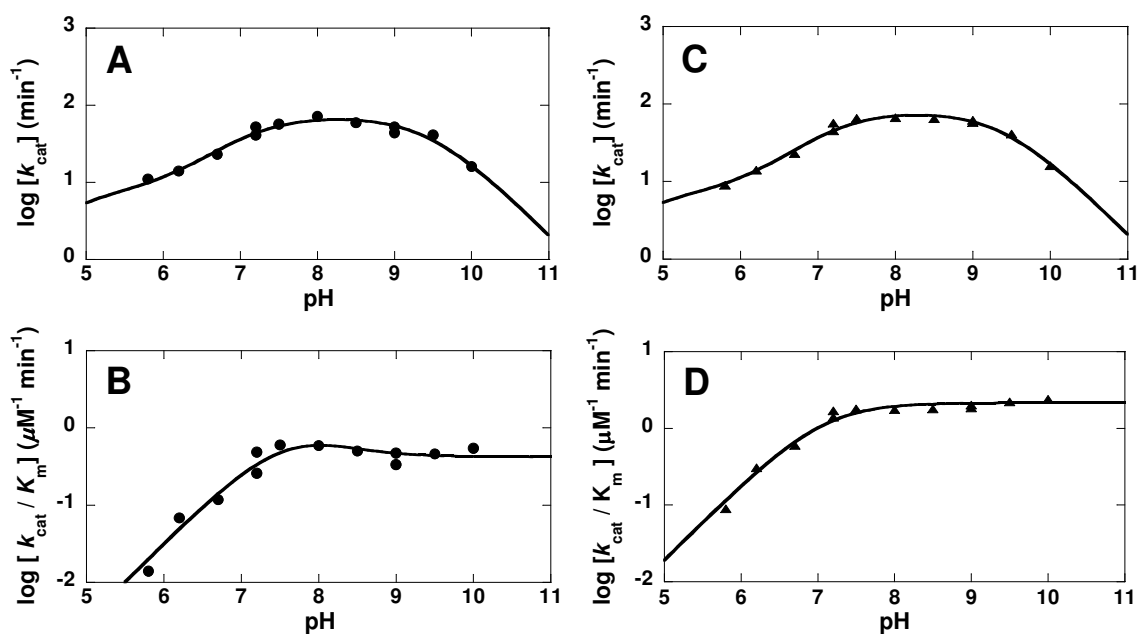 A
log [kcat] (min-1)
3
2
1
0
5 6 7 8 9 10 11
pH
C
log [kcat] (min-1)
3
2
1
0
5 6 7 8 9 10 11
pH
B
log [ kcat / Km] (μM-1 min-1)
1
0
-1
-2
5 6 7 8 9 10 11
pH
D
log [kcat / Km ] (μM-1 min-1)
1
0
-1
-2
5 6 7 8 9 10 11
pH